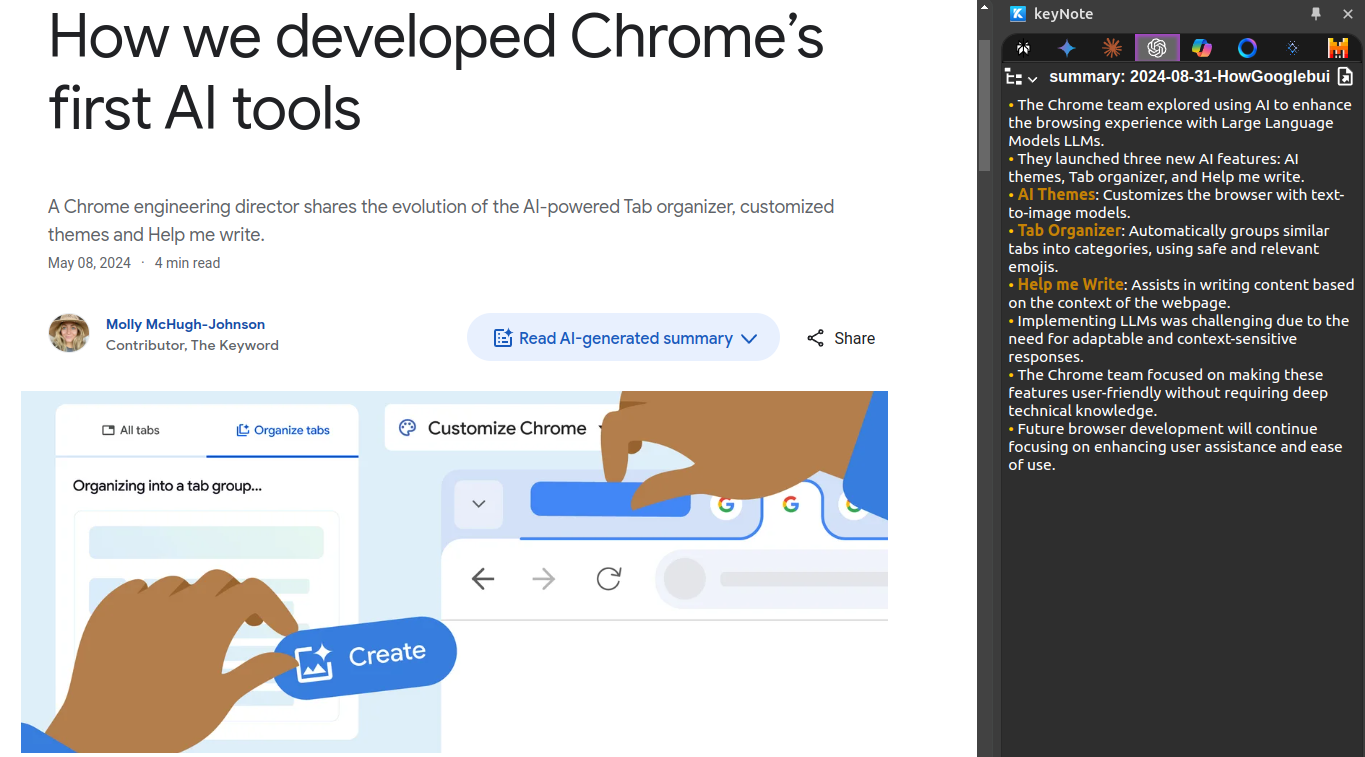 How we developed Chrome’s
first AI tools
A Chrome engineering director shares the evolution of the AI-powered Tab organizer, customized
themes and Help me write.
May 08, 2024 · 4 min read
Molly McHugh-Johnson
Contributor, The Keyword
Read AI-generated summary
Share
All tabs
Organize tabs
Organizing into a tab group...
Customize Chrome
Create
keyNote
summary: 2024-08-31-HowGooglebui
• The Chrome team explored using AI to enhance
the browsing experience with Large Language
Models LLMs.
• They launched three new AI features: AI
themes, Tab organizer, and Help me write.
• AI Themes: Customizes the browser with text-
to-image models.
• Tab Organizer: Automatically groups similar
tabs into categories, using safe and relevant
emojis.
• Help me Write: Assists in writing content based
on the context of the webpage.
• Implementing LLMs was challenging due to the
need for adaptable and context-sensitive
responses.
• The Chrome team focused on making these
features user-friendly without requiring deep
technical knowledge.
• Future browser development will continue
focusing on enhancing user assistance and ease
of use.